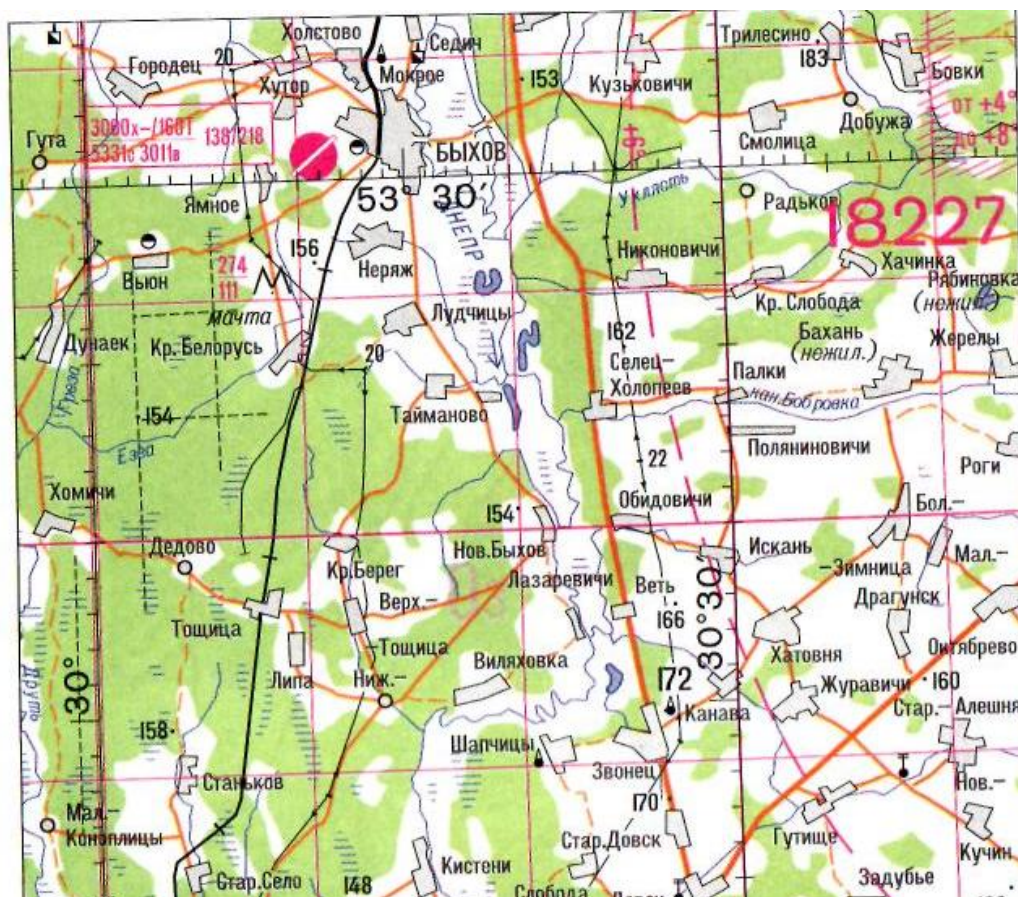 Холстово
Седич
20
Городец
Мокрое
Хутор
153
Кузьковичи
Трилесино
183
Бовки
от +4°
до +8°
Добужа
Смолица
Гута
138/218
БЫХОВ
Ямное
53° 30′
ДНЕПР
Ухлясть
Радьков
18227
Никоновичи
Хачинка
Рябиновка
(нежил.)
Кр. Слобода
Вьюн
156
Неряж
274
111
мачта
Лудчицы
162
Бахань
(нежил.)
Жерелы
Дунаек
Кр. Белорусь
20
Селец-
Холопеев
Палки
кан. Бобровка
Грева
Тайманово
154
Езва
Поляниновичи
22
Роги
Хомичи
154
Обидовичи
Бол.-
Дедово
Нов. Быхов
Искань
Мал.-
Кр. Берег
Лазаревичи
-Зимница
Верх.-
Веть
Драгунск
Тощица
166
30°30′
Октябрево
-Тощица
Виляховка
Хатовня
Липа
Ниж.-
172
Журавичи
160
30°
Друть
Канава
Стар.-
Алешня
158
Шапчицы
Звонец
Станьков
Нов.-
Мал.-
Коноплицы
170
Гутище
Стар. Довск
Кучин
Кистени
Стар. Село
148
Слобода
Довск
Задубье